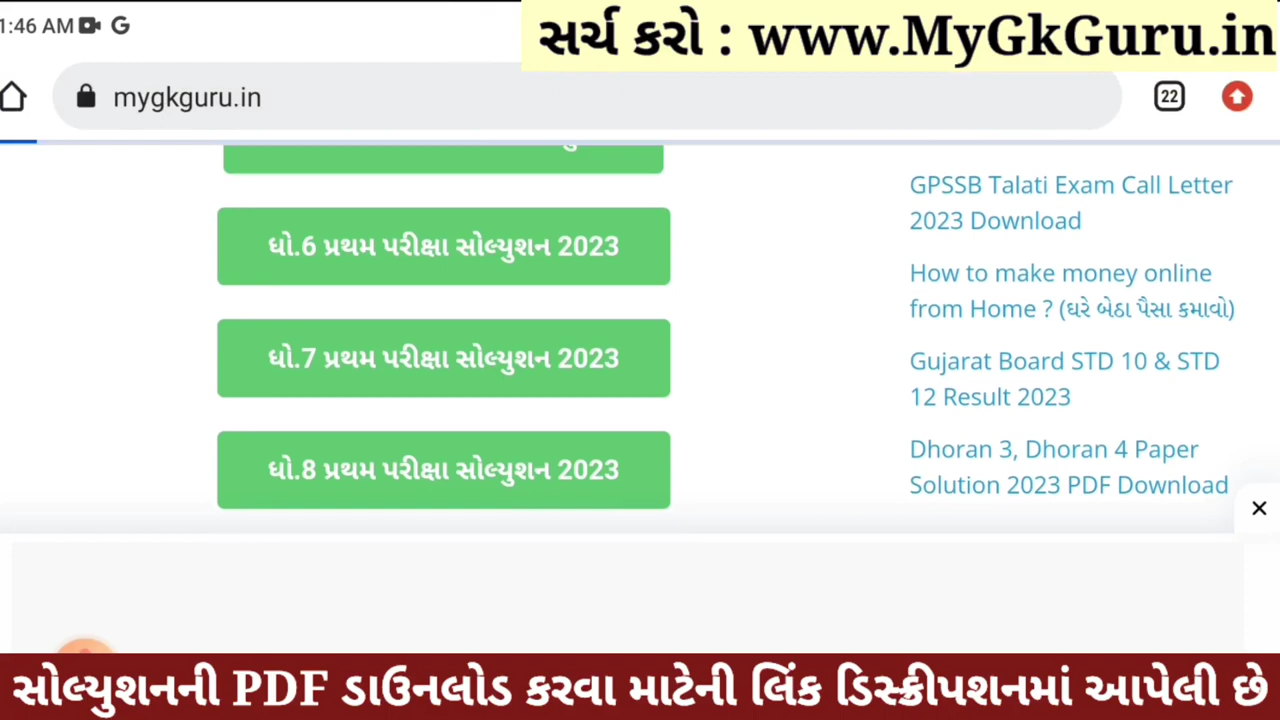 1:46 AM
સર્ચ કરો : www.MyGkGuru.in
mygkguru.in
22
ધો.6 પ્રથમ પરીક્ષા સોલ્યુશન 2023
ધો.7 પ્રથમ પરીક્ષા સોલ્યુશન 2023
ધો.8 પ્રથમ પરીક્ષા સોલ્યુશન 2023
GPSSB Talati Exam Call Letter
2023 Download
How to make money online
from Home ? (ઘરે બેઠા પૈસા કમાવો)
Gujarat Board STD 10 & STD
12 Result 2023
Dhoran 3, Dhoran 4 Paper
Solution 2023 PDF Download
સોલ્યુશનની PDF ડાઉનલોડ કરવા માટેની લિંક ડિસ્ક્રીપશનમાં આપેલી છે